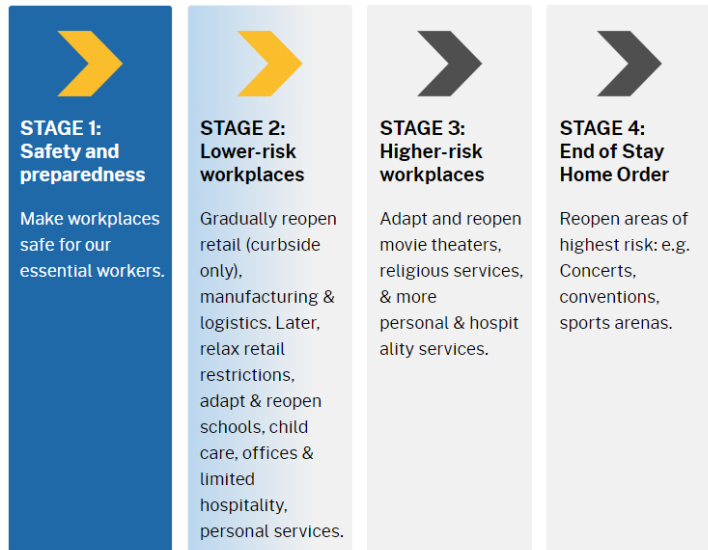 STAGE 1:
Safety and
preparedness
Make workplaces
safe for our
essential workers.
STAGE 2:
Lower-risk
workplaces
Gradually reopen
retail (curbside
only),
manufacturing &
logistics. Later,
relax retail
restrictions,
adapt & reopen
schools, child
care, offices &
limited
hospitality,
personal services.
STAGE 3:
Higher-risk
workplaces
Adapt and reopen
movie theaters,
religious services,
& more
personal & hospit
ality services.
STAGE 4:
End of Stay
Home Order
Reopen areas of
highest risk: e.g.
Concerts,
conventions,
sports arenas.